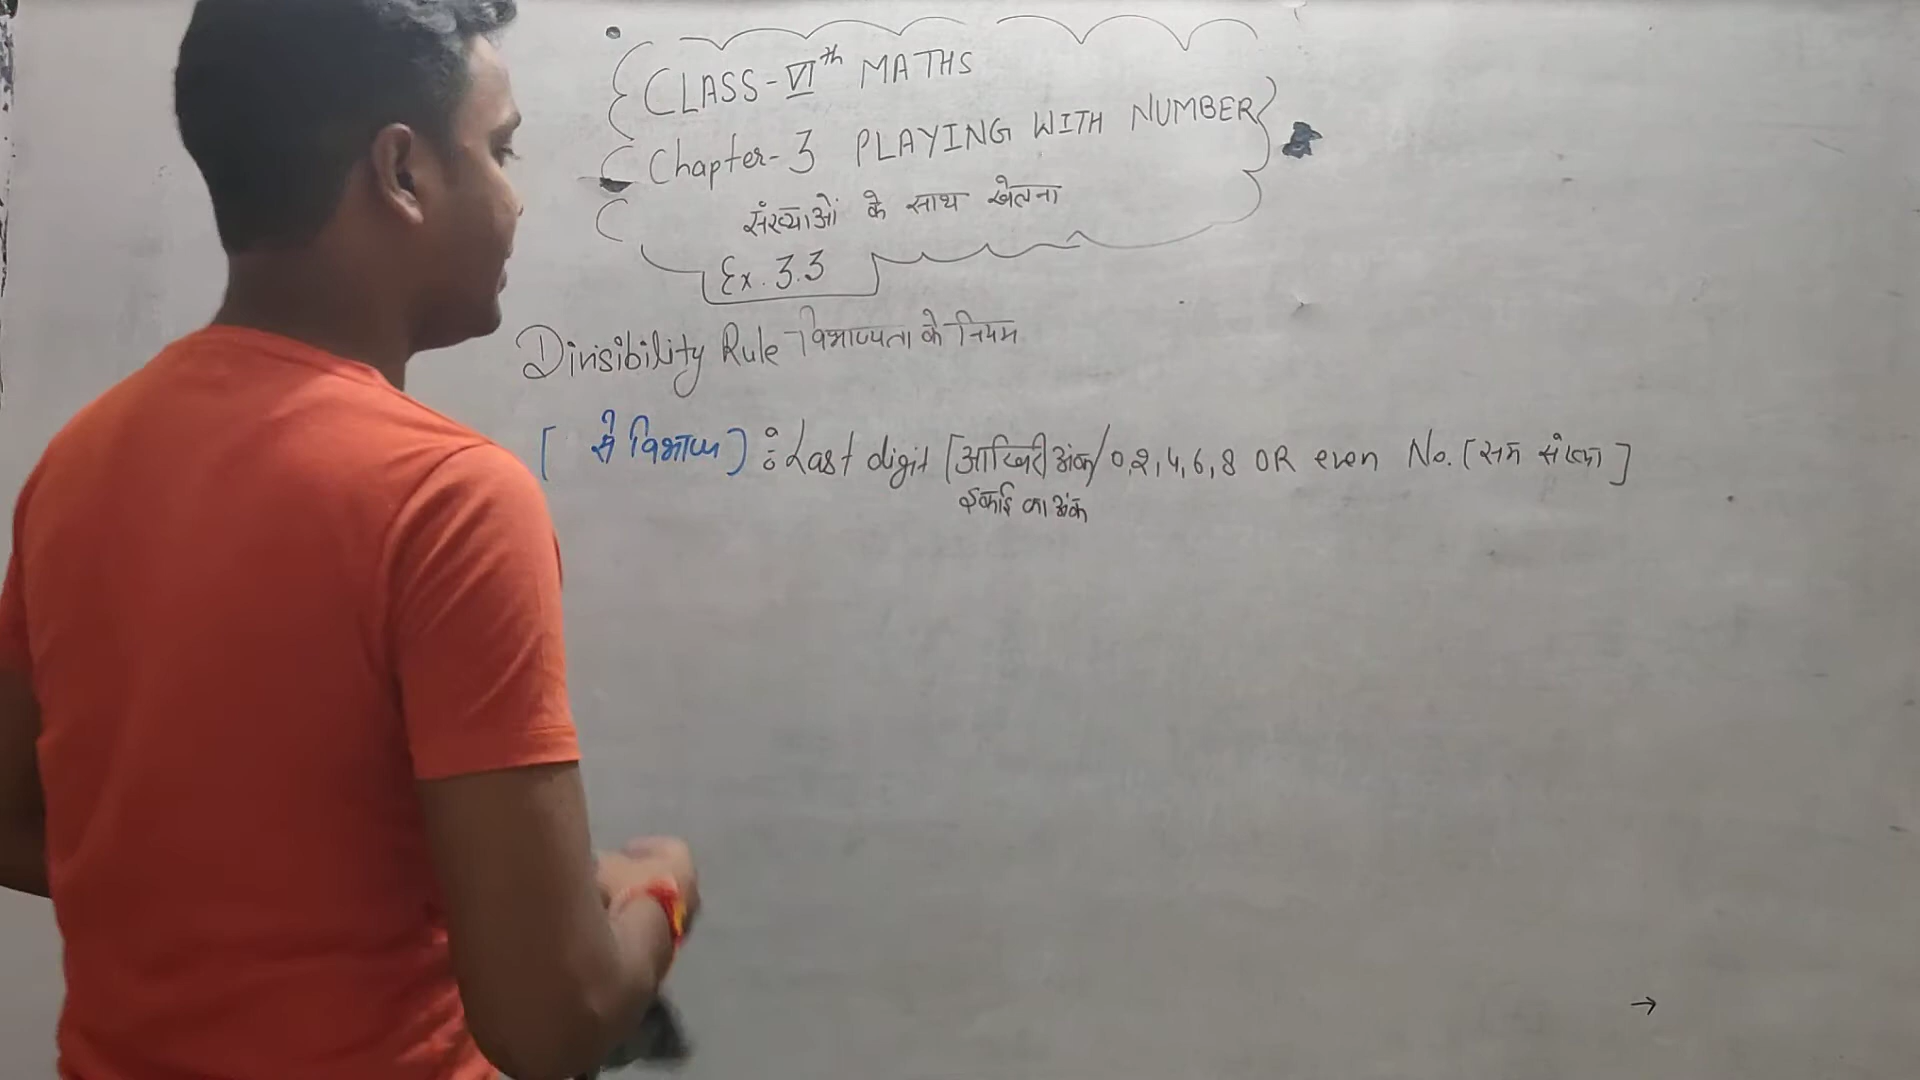 CLASS-VIth MATHS
Chapter-3 PLAYING WITH NUMBER
संख्याओं के साथ खेलना
Ex. 3.3
Divisibility Rule विभाज्यता के नियम
[ से विभाज्य ] : Last digit [आखिरी अंक/ 0,2,4,6,8 OR even No. [सम संख्या]
इकाई का अंक
→